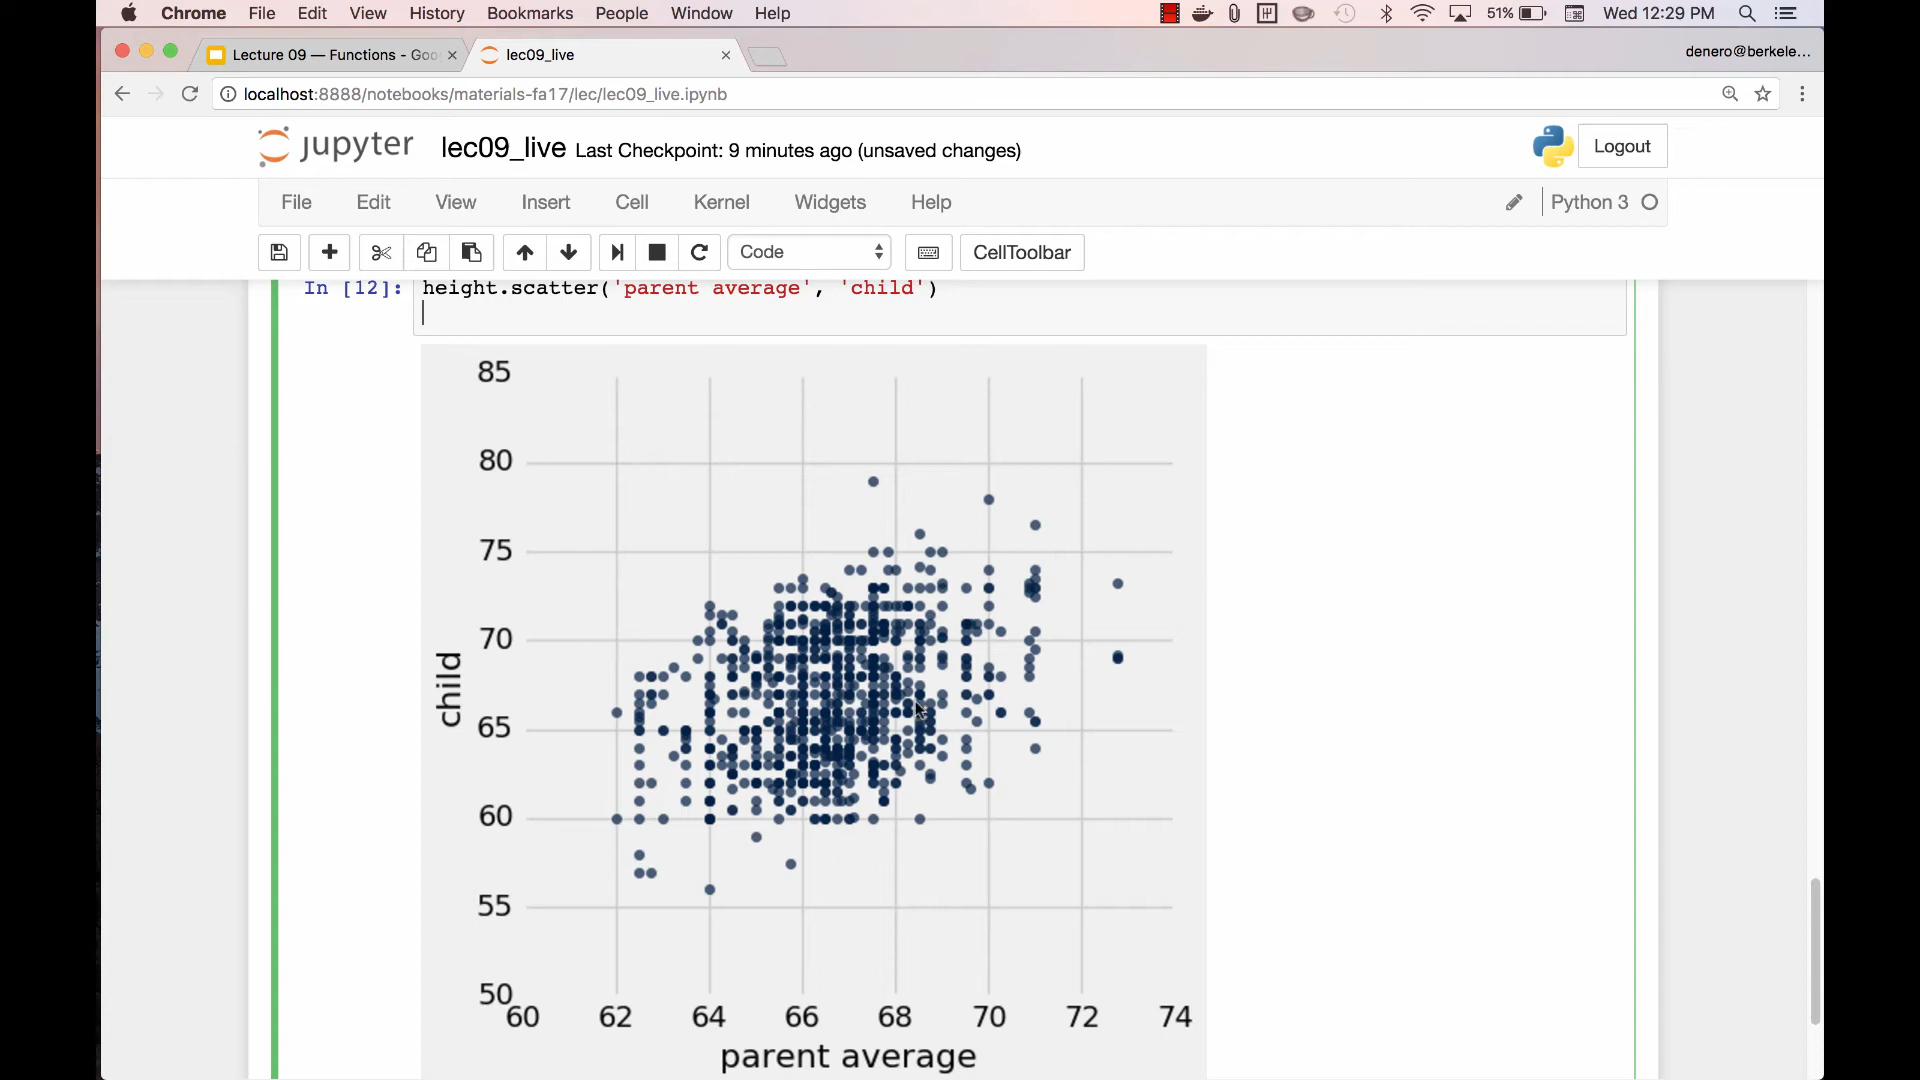 Chrome File Edit View History Bookmarks People Window Help 51% Wed 12:29 PM
Lecture 09 — Functions - Goo lec09_live denero@berkele...
localhost:8888/notebooks/materials-fa17/lec/lec09_live.ipynb
jupyter lec09_live Last Checkpoint: 9 minutes ago (unsaved changes) Logout
File Edit View Insert Cell Kernel Widgets Help Python 3
Code CellToolbar
In [12]: height.scatter('parent average', 'child')
85
80
75
70
child
65
60
55
50
60 62 64 66 68 70 72 74
parent average